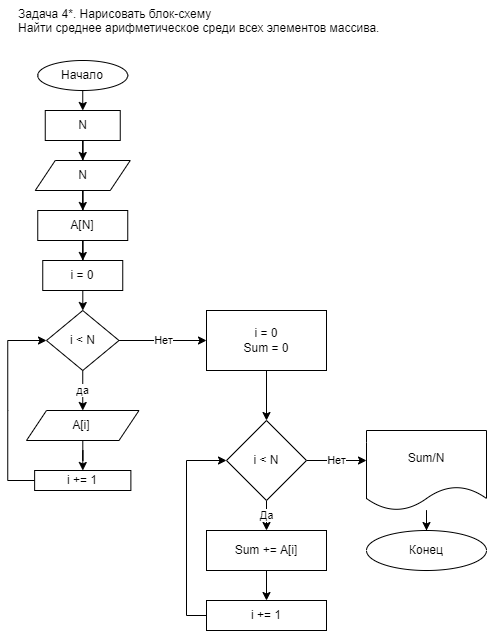 Задача 4*. Нарисовать блок-схему
Найти среднее арифметическое среди всех элементов массива.
Начало
N
N
A[N]
i = 0
i < N
Нет
да
A[i]
i += 1
i = 0
Sum = 0
i < N
Нет
Да
Sum += A[i]
i += 1
Sum/N
Конец